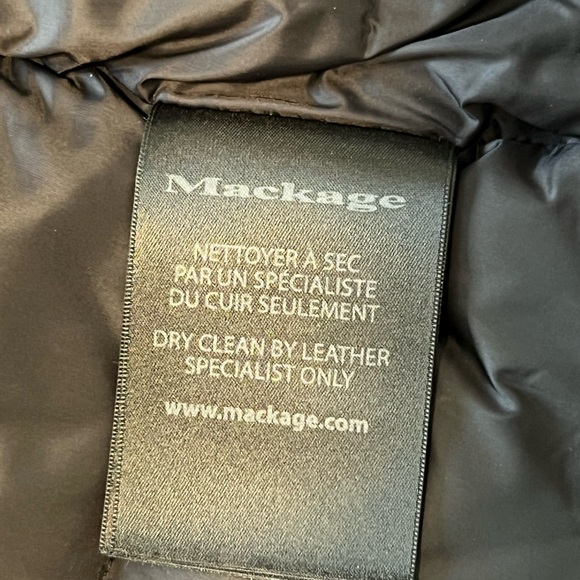 Mackage
NETTOYER À SEC
PAR UN SPÉCIALISTE
DU CUIR SEULEMENT
DRY CLEAN BY LEATHER
SPECIALIST ONLY
www.mackage.com